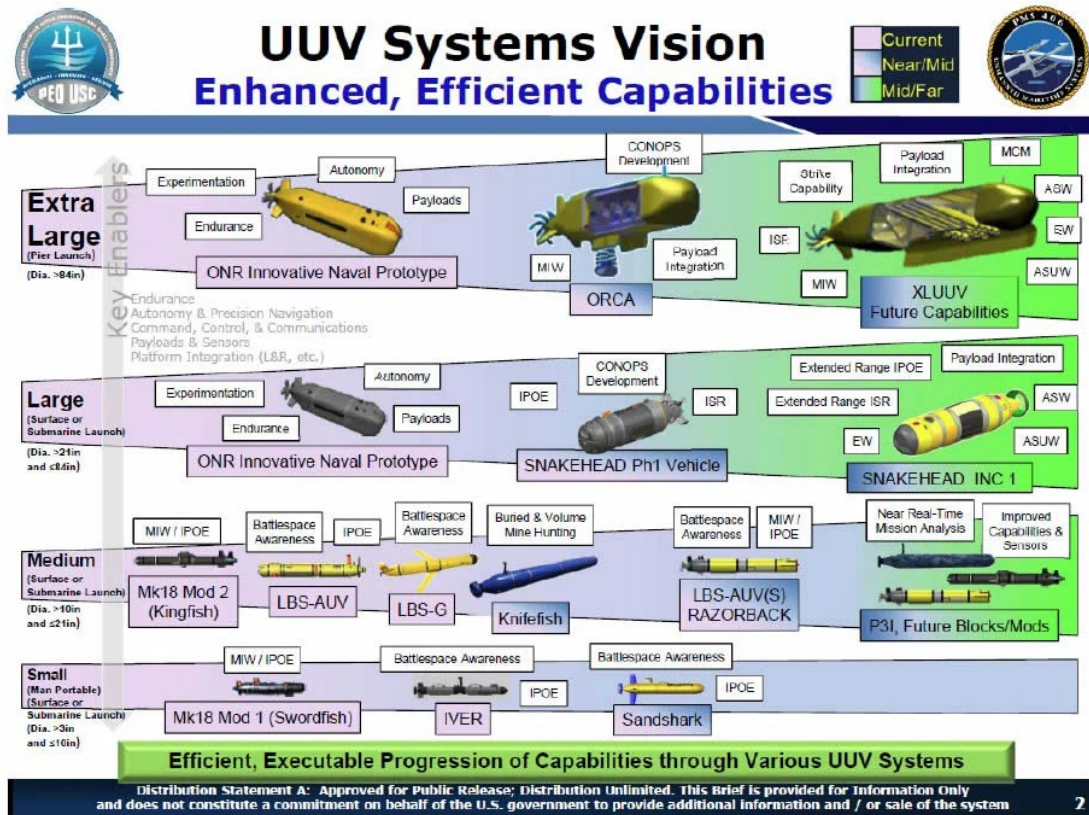 UUV Systems Vision
Enhanced, Efficient Capabilities
PEO USC
Current
Near/Mid
Mid/Far
PMS 406
UNMANNED MARITIME SYSTEMS
Key Enablers
Endurance
Autonomy & Precision Navigation
Command, Control, & Communications
Payloads & Sensors
Platform Integration (L&R, etc.)
Extra
Large
(Pier Launch)
(Dia. >84in)
Experimentation
Autonomy
Payloads
Endurance
ONR Innovative Naval Prototype
CONOPS
Development
MIW
Payload
Integration
ORCA
Strike
Capability
Payload
Integration
MCM
ASW
EW
ISR
MIW
ASUW
XLUUV
Future Capabilities
Large
(Surface or
Submarine Launch)
(Dia. >21in
and ≤84in)
Experimentation
Autonomy
Payloads
Endurance
ONR Innovative Naval Prototype
IPOE
CONOPS
Development
ISR
SNAKEHEAD Ph1 Vehicle
Extended Range IPOE
Payload Integration
Extended Range ISR
ASW
EW
ASUW
SNAKEHEAD INC 1
Medium
(Surface or
Submarine Launch)
(Dia. >10in
and ≤21in)
MIW / IPOE
Mk18 Mod 2
(Kingfish)
Battlespace
Awareness
IPOE
LBS-AUV
Battlespace
Awareness
LBS-G
Buried & Volume
Mine Hunting
Knifefish
Battlespace
Awareness
MIW /
IPOE
LBS-AUV(S)
RAZORBACK
Near Real-Time
Mission Analysis
Improved
Capabilities &
Sensors
P3I, Future Blocks/Mods
Small
(Man Portable)
(Surface or
Submarine Launch)
(Dia. >3in
and ≤10in)
MIW / IPOE
Mk18 Mod 1 (Swordfish)
Battlespace Awareness
IPOE
IVER
Battlespace Awareness
IPOE
Sandshark
Efficient, Executable Progression of Capabilities through Various UUV Systems
Distribution Statement A: Approved for Public Release; Distribution Unlimited. This Brief is provided for Information Only
and does not constitute a commitment on behalf of the U.S. government to provide additional information and / or sale of the system
2